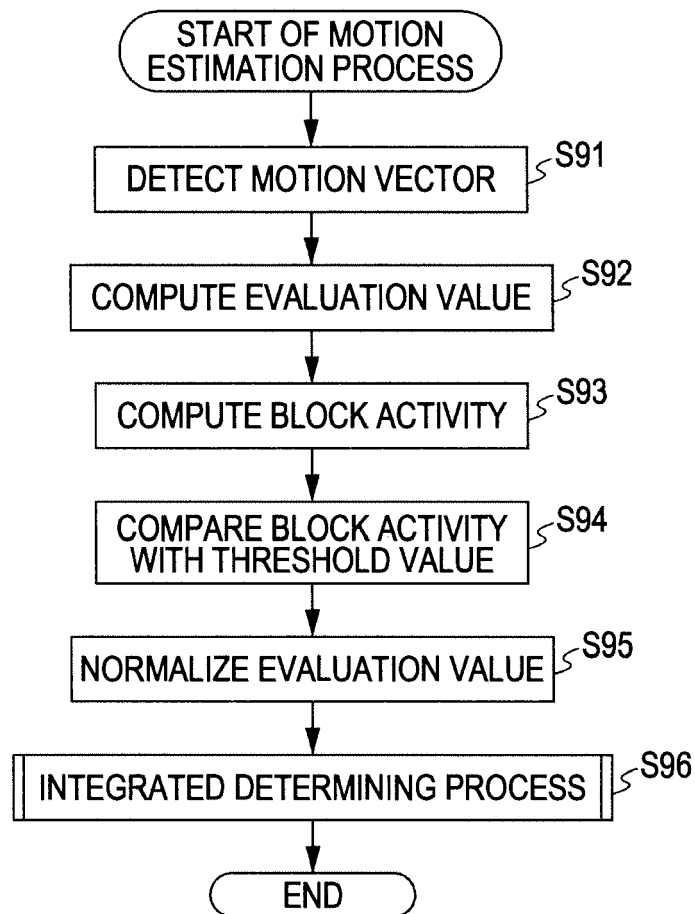 START OF MOTION
ESTIMATION PROCESS
DETECT MOTION VECTOR
S91
COMPUTE EVALUATION VALUE
S92
COMPUTE BLOCK ACTIVITY
S93
COMPARE BLOCK ACTIVITY
WITH THRESHOLD VALUE
S94
NORMALIZE EVALUATION VALUE
S95
INTEGRATED DETERMINING PROCESS
S96
END